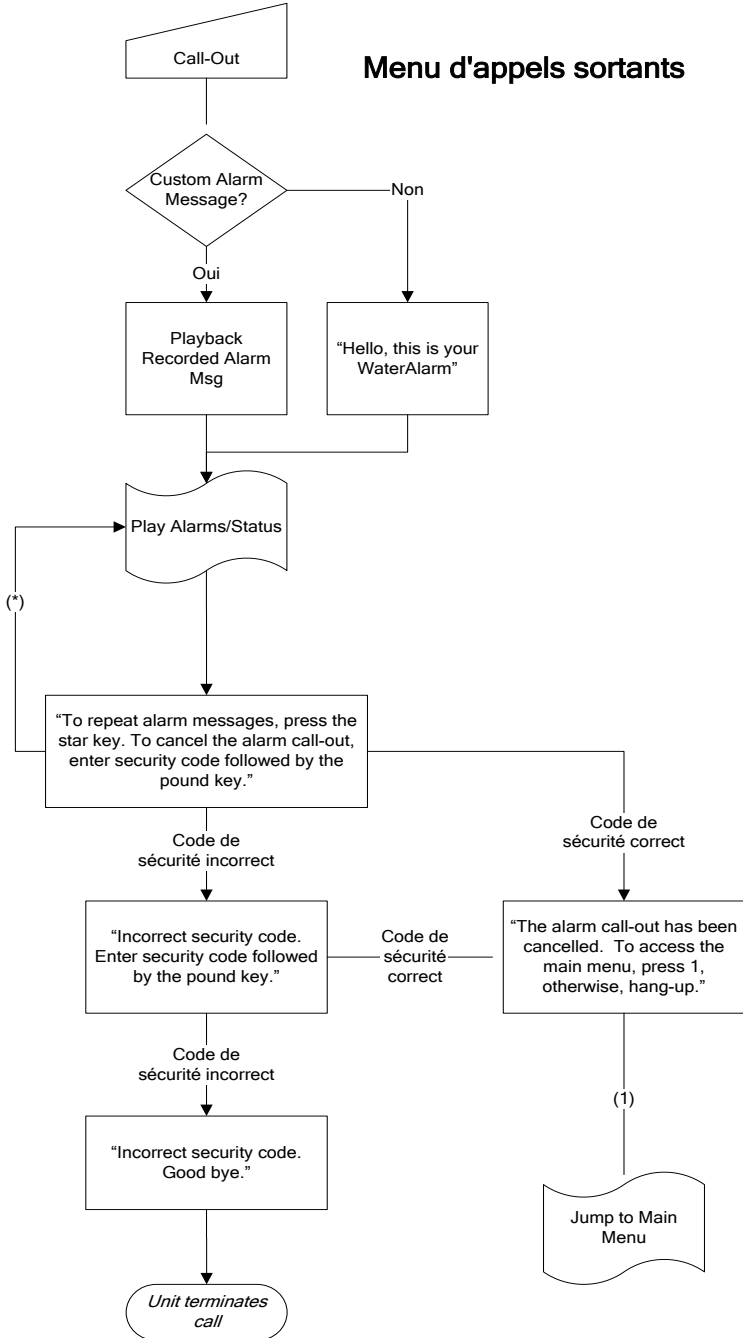 Call-Out
Menu d'appels sortants
Custom Alarm
Message?
Non
Oui
Playback
Recorded Alarm
Msg
“Hello, this is your
WaterAlarm”
Play Alarms/Status
(*)
“To repeat alarm messages, press the
star key. To cancel the alarm call-out,
enter security code followed by the
pound key.”
Code de
sécurité incorrect
Code de
sécurité correct
“Incorrect security code.
Enter security code followed
by the pound key.”
Code de
sécurité
correct
“The alarm call-out has been
cancelled.  To access the
main menu, press 1,
otherwise, hang-up.”
Code de
sécurité incorrect
(1)
“Incorrect security code.
Good bye.”
Jump to Main
Menu
Unit terminates
call